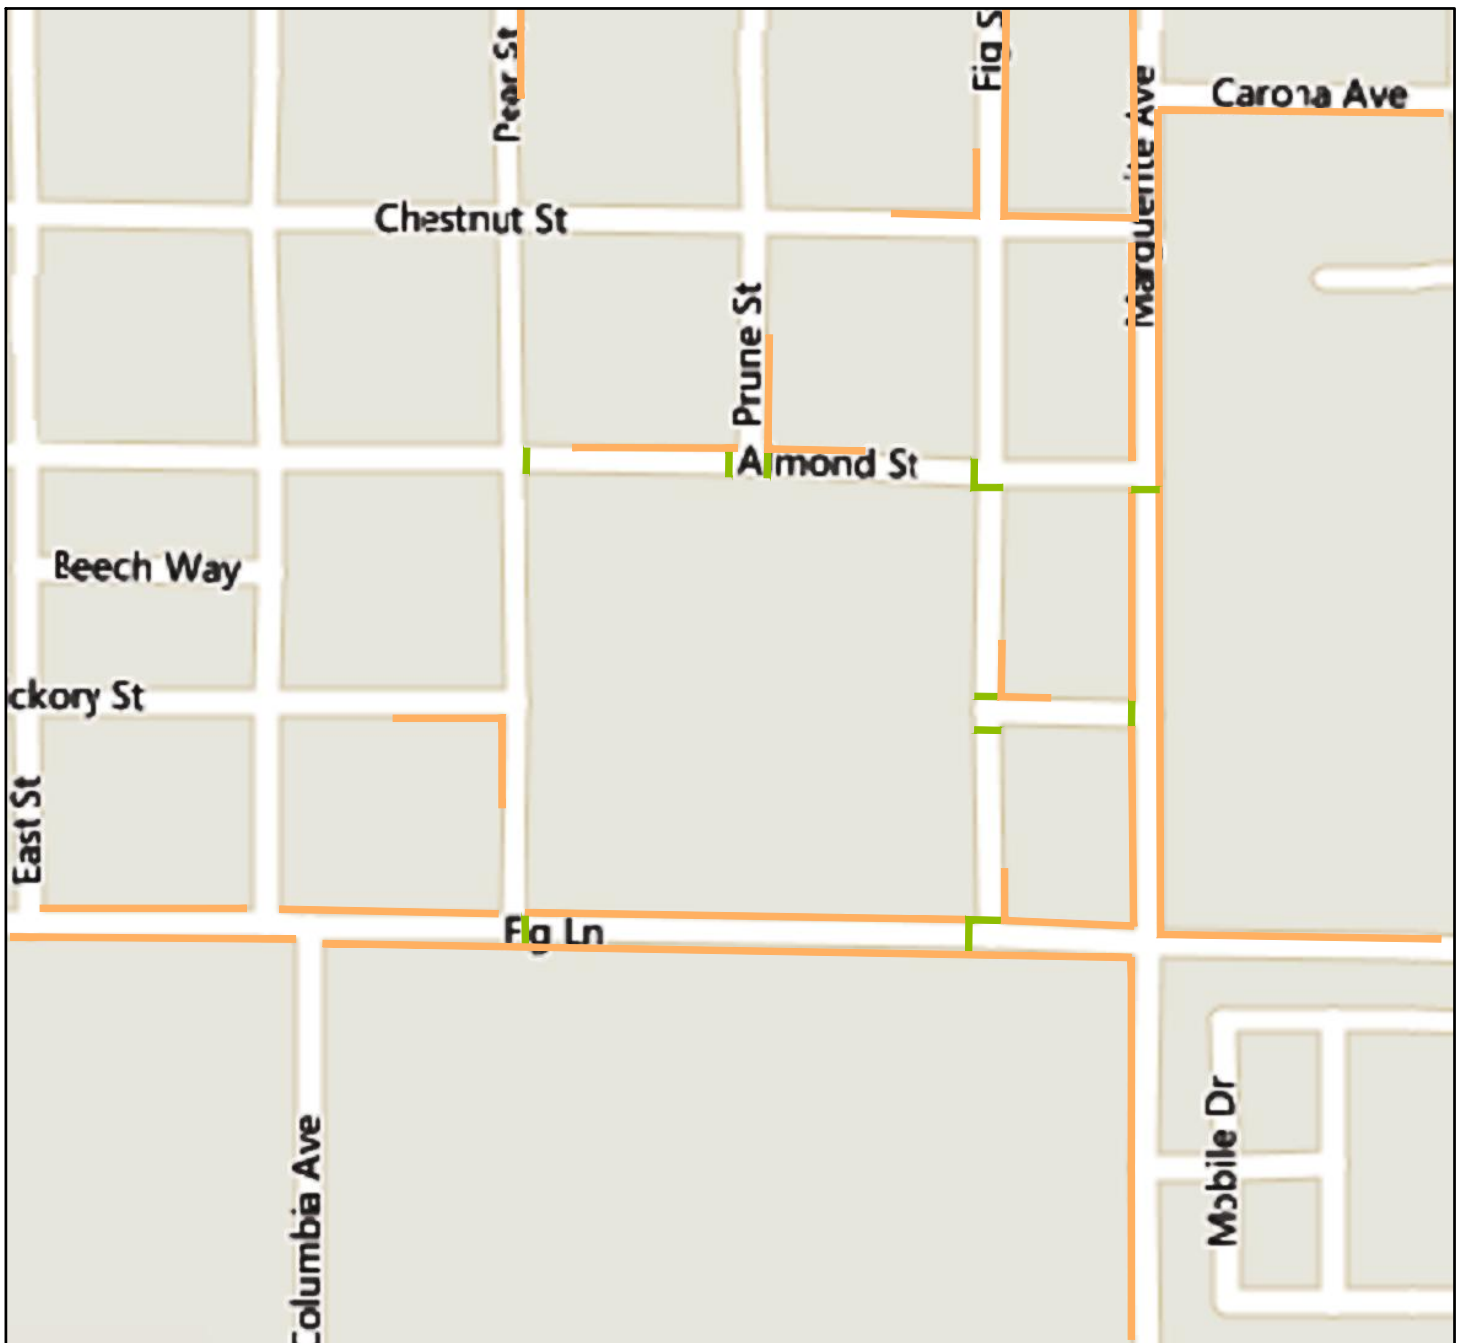 Pear St
Fig S
Carona Ave
Marguerite Ave
Chestnut St
Prune St
Almond St
Beech Way
ckory St
East St
Fig Ln
Columbia Ave
Mobile Dr